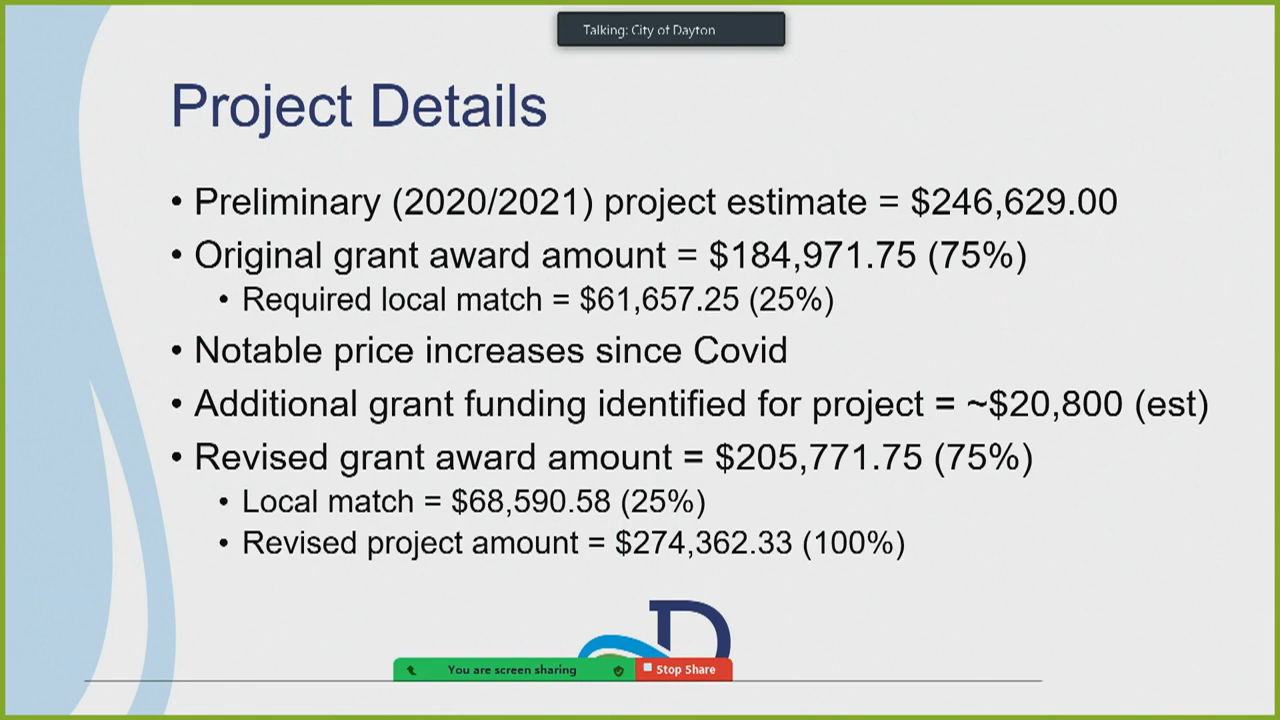 Talking: City of Dayton
Project Details
• Preliminary (2020/2021) project estimate = $246,629.00
• Original grant award amount = $184,971.75 (75%)
• Required local match = $61,657.25 (25%)
• Notable price increases since Covid
• Additional grant funding identified for project = ~$20,800 (est)
• Revised grant award amount = $205,771.75 (75%)
• Local match = $68,590.58 (25%)
• Revised project amount = $274,362.33 (100%)
D
You are screen sharing
Stop Share